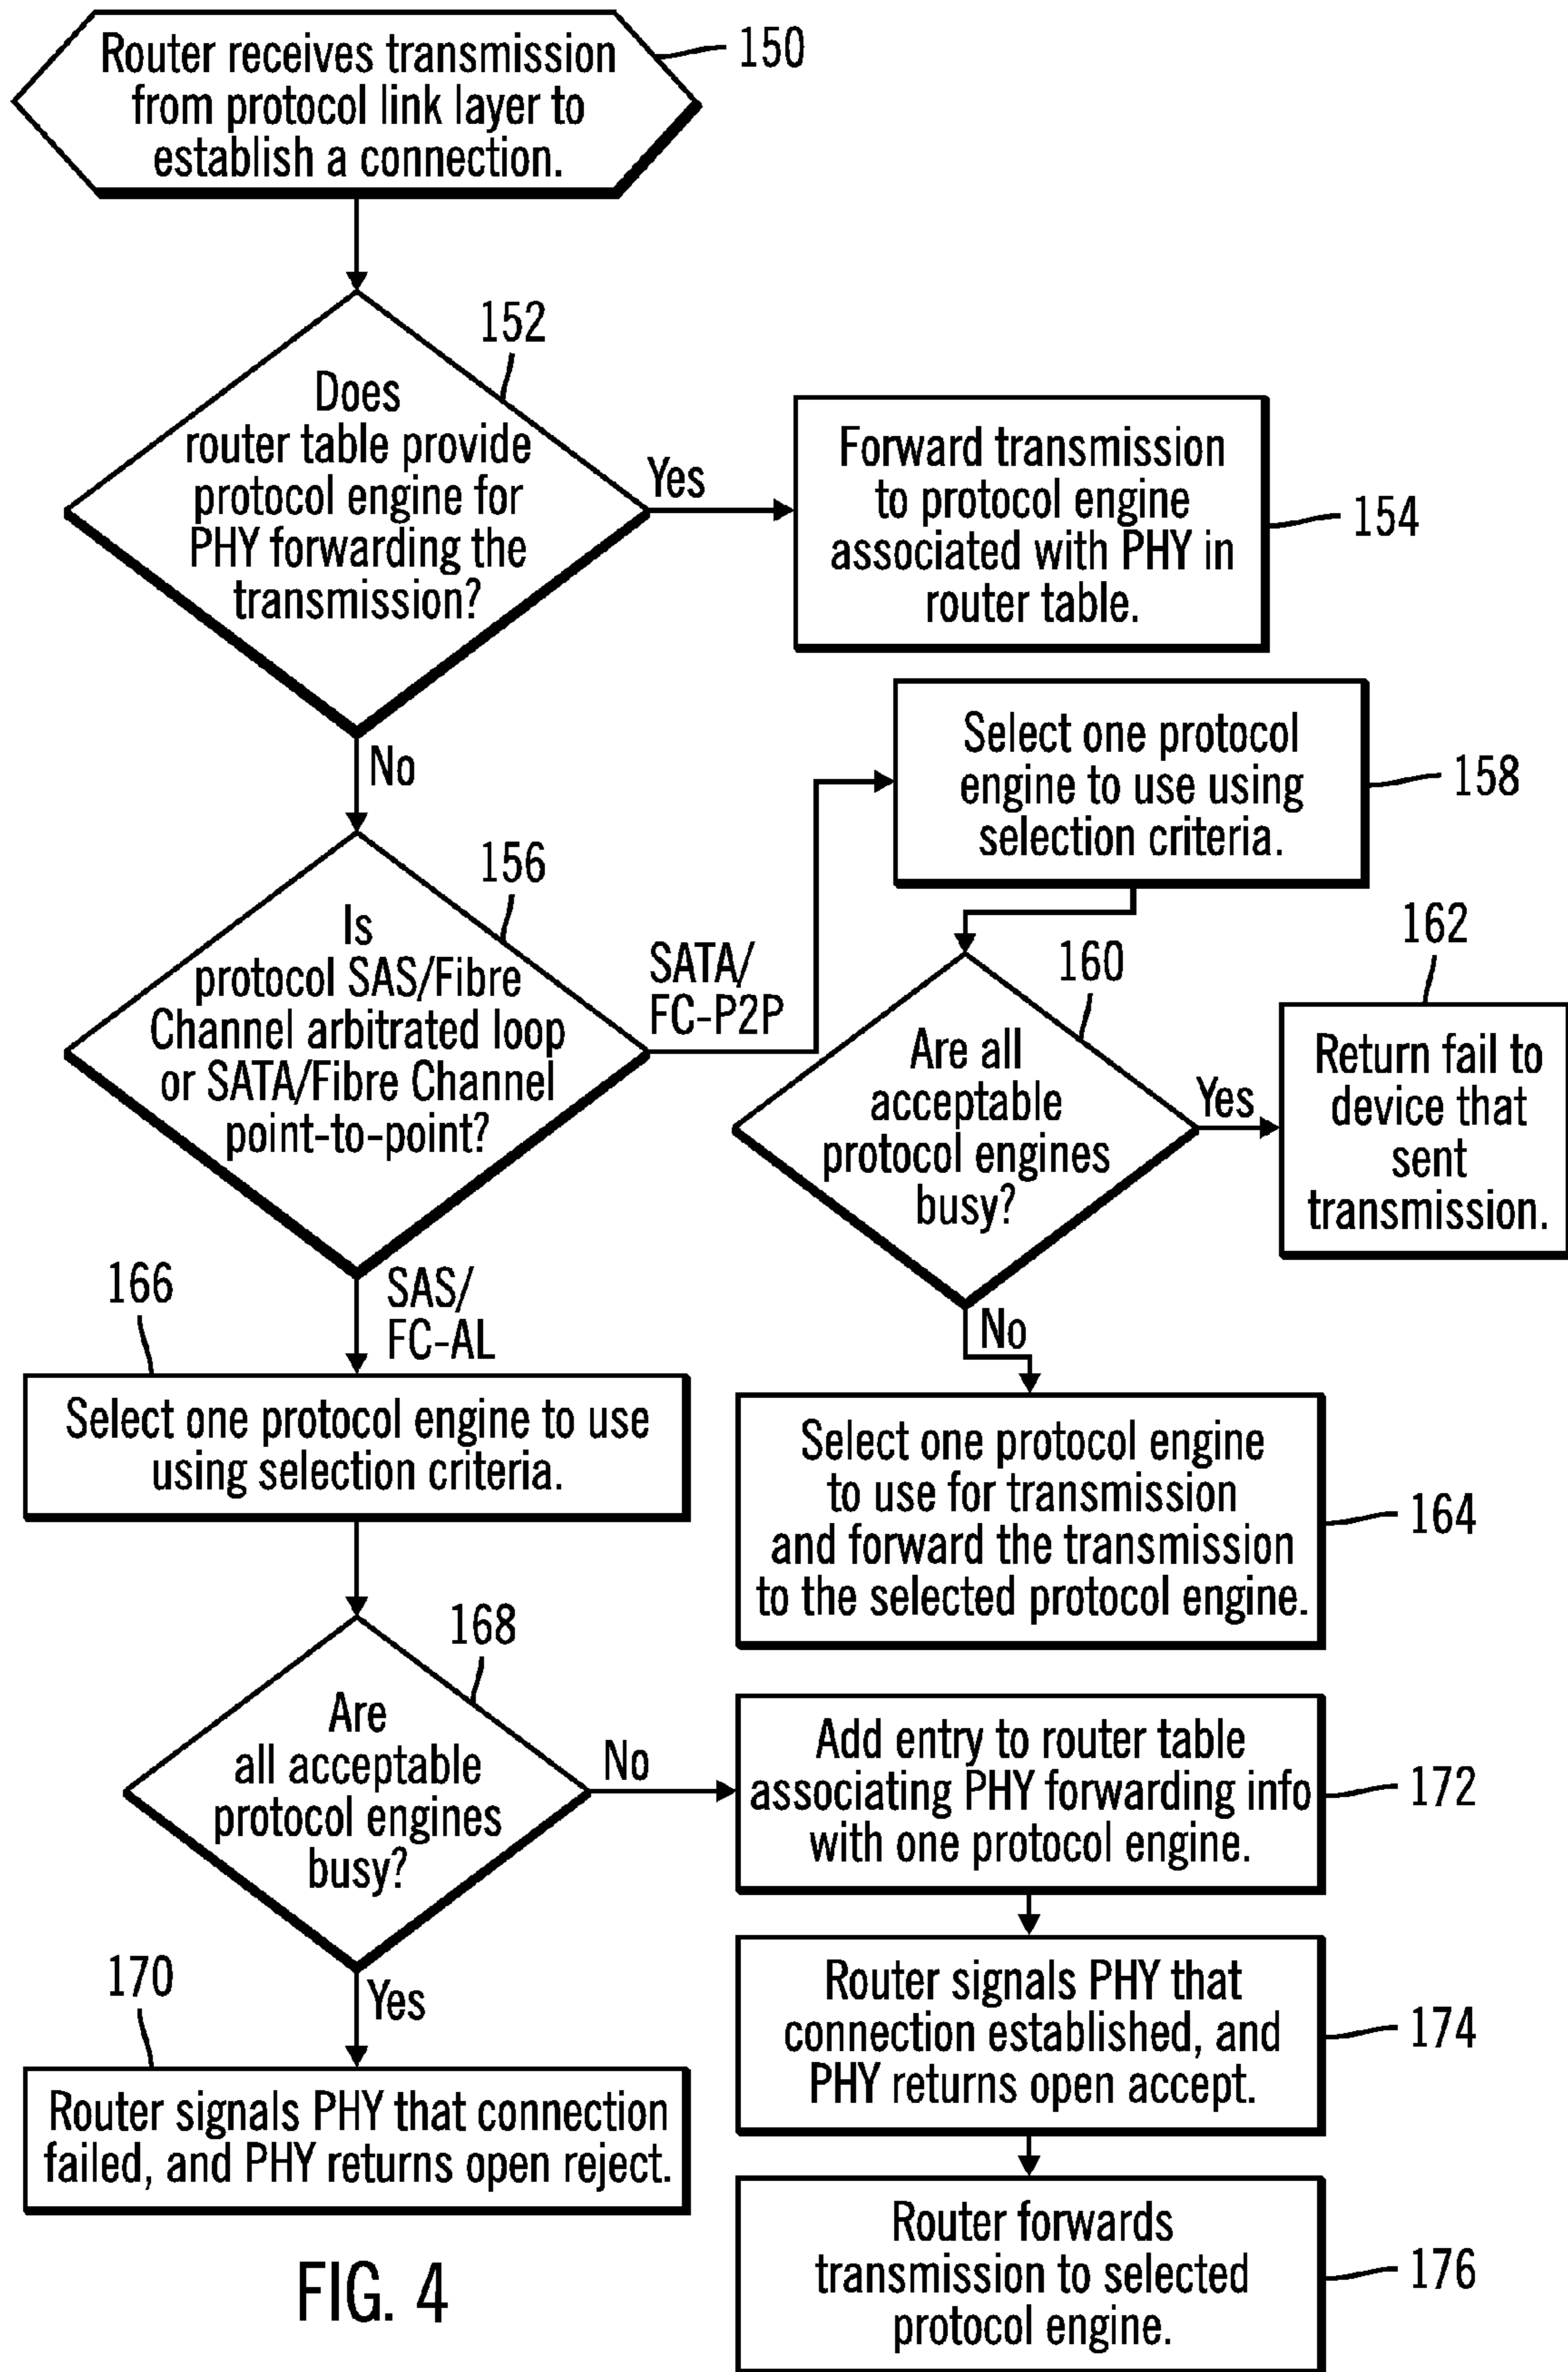 Router receives transmission
from protocol link layer to
establish a connection.
150
152
Does
router table provide
protocol engine for
PHY forwarding the
transmission?
Yes
Forward transmission
to protocol engine
associated with PHY in
router table.
154
No
156
Is
protocol SAS/Fibre
Channel arbitrated loop
or SATA/Fibre Channel
point-to-point?
SATA/
FC-P2P
Select one protocol
engine to use using
selection criteria.
158
160
Are all
acceptable
protocol engines
busy?
Yes
162
Return fail to
device that
sent
transmission.
No
Select one protocol engine
to use for transmission
and forward the transmission
to the selected protocol engine.
164
SAS/
FC-AL
166
Select one protocol engine to use
using selection criteria.
168
Are
all acceptable
protocol engines
busy?
No
Add entry to router table
associating PHY forwarding info
with one protocol engine.
172
Router signals PHY that
connection established, and
PHY returns open accept.
174
Router forwards
transmission to selected
protocol engine.
176
Yes
170
Router signals PHY that connection
failed, and PHY returns open reject.
FIG. 4